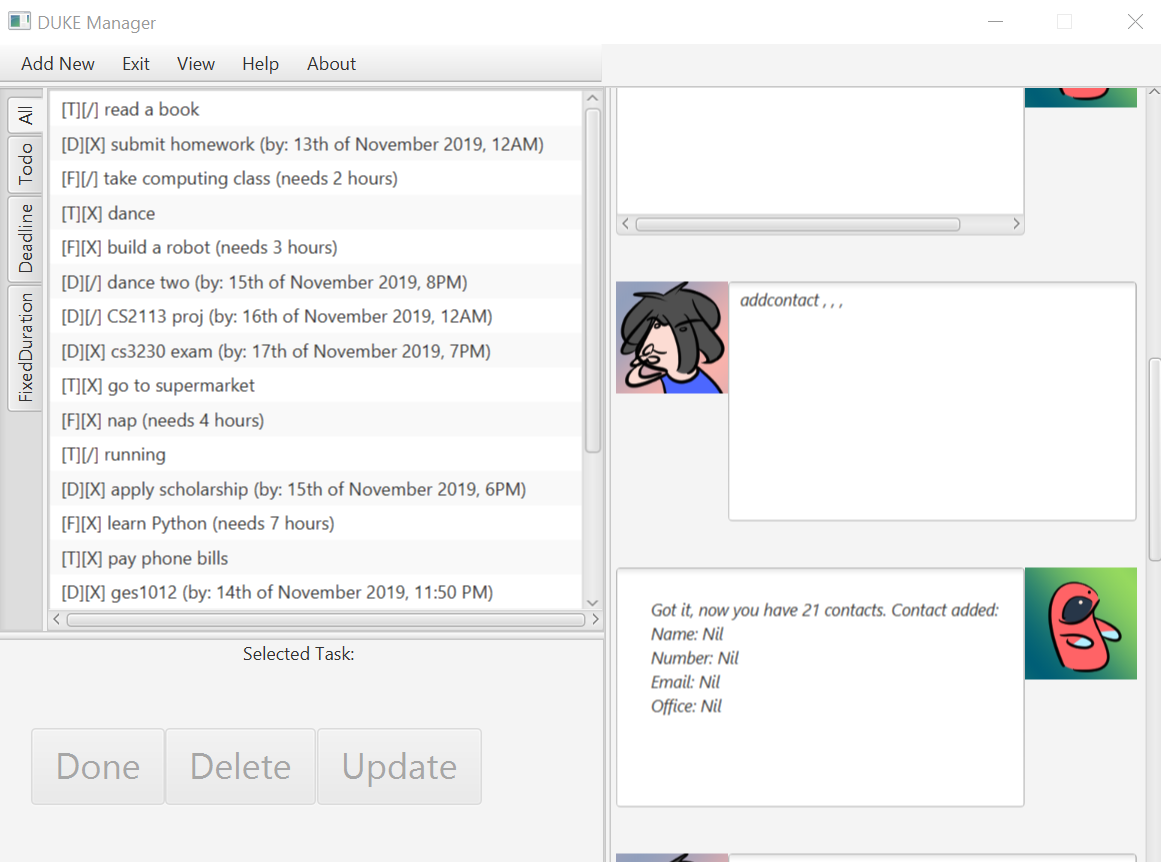 DUKE Manager
Add New Exit View Help About
All
Todo
Deadline
FixedDuration
[T][/] read a book
[D][X] submit homework (by: 13th of November 2019, 12AM)
[F][/] take computing class (needs 2 hours)
[T][X] dance
[F][X] build a robot (needs 3 hours)
[D][/] dance two (by: 15th of November 2019, 8PM)
[D][/] CS2113 proj (by: 16th of November 2019, 12AM)
[D][X] cs3230 exam (by: 17th of November 2019, 7PM)
[T][X] go to supermarket
[F][X] nap (needs 4 hours)
[T][/] running
[D][X] apply scholarship (by: 15th of November 2019, 6PM)
[F][X] learn Python (needs 7 hours)
[T][X] pay phone bills
[D][X] ges1012 (by: 14th of November 2019, 11:50 PM)
Selected Task:
Done Delete Update
addcontact , , ,
Got it, now you have 21 contacts. Contact added:
Name: Nil
Number: Nil
Email: Nil
Office: Nil